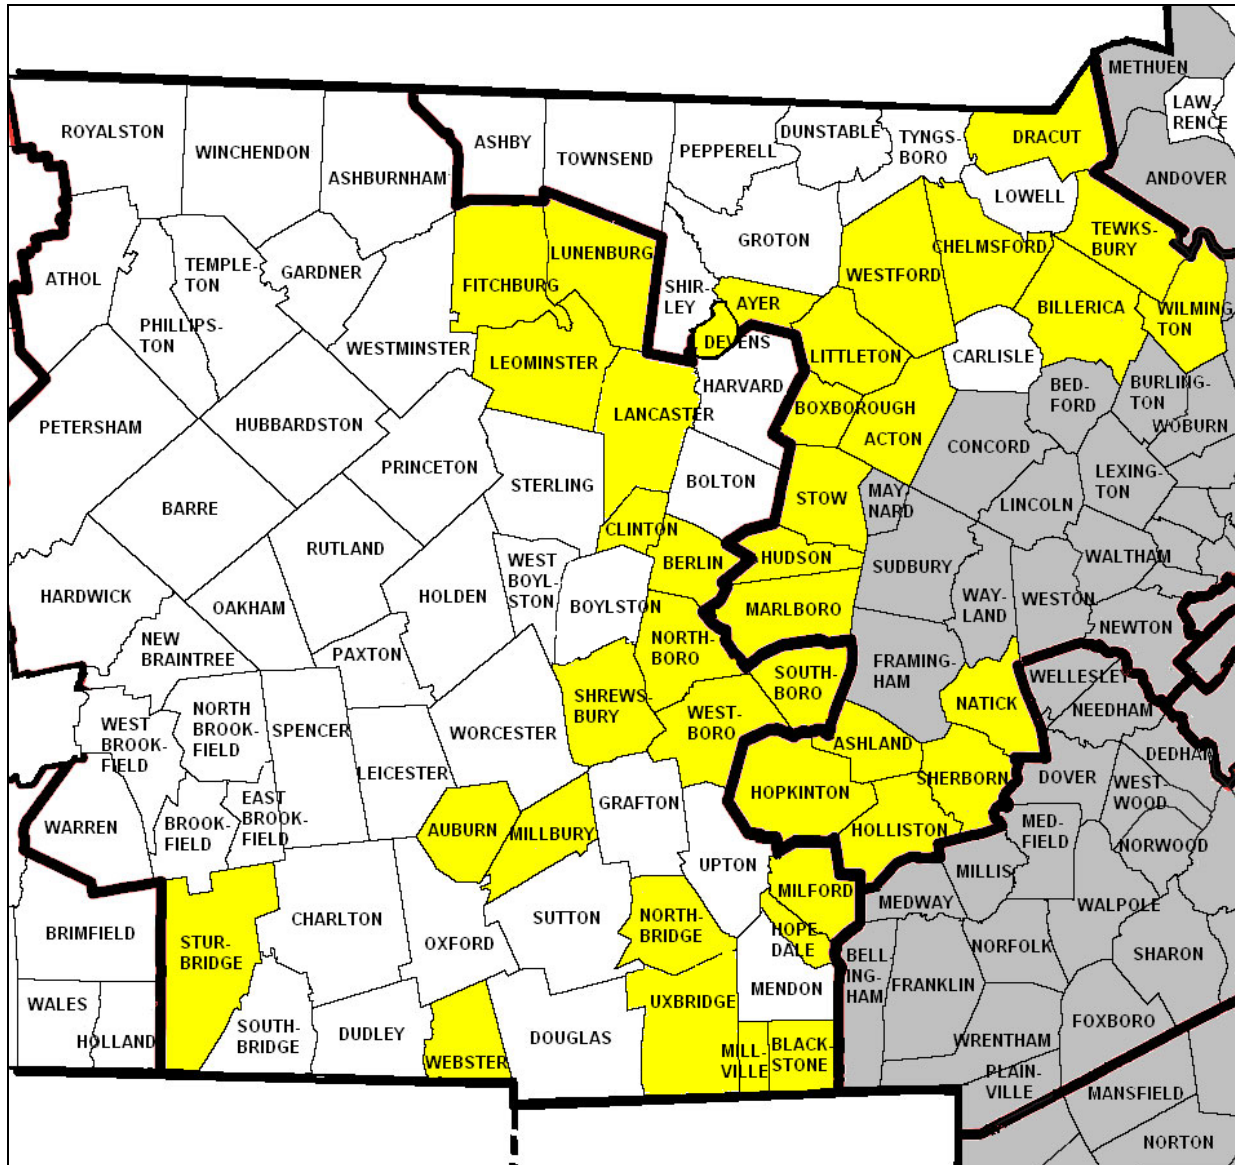 METHUEN
LAW-
RENCE
ROYALSTON
WINCHENDON
ASHBURNHAM
ASHBY
TOWNSEND
PEPPERELL
DUNSTABLE
TYNGS-
BORO
DRACUT
ANDOVER
LOWELL
ATHOL
TEMPLE-
TON
GARDNER
PHILLIPS-
TON
WESTMINSTER
FITCHBURG
LUNENBURG
SHIR-
LEY
GROTON
AYER
DEVENS
WESTFORD
CHELMSFORD
TEWKS-
BURY
BILLERICA
WILMING
TON
LITTLETON
CARLISLE
LEOMINSTER
LANCASTER
HARVARD
BOXBOROUGH
ACTON
BED-
FORD
BURLING-
TON
WOBURN
PETERSHAM
HUBBARDSTON
PRINCETON
STERLING
BOLTON
CONCORD
LEXING-
TON
BARRE
RUTLAND
STOW
MAY
NARD
LINCOLN
CLINTON
BERLIN
HUDSON
SUDBURY
WALTHAM
HARDWICK
OAKHAM
HOLDEN
WEST
BOYL-
STON
BOYLSTON
MARLBORO
WAY-
LAND
WESTON
NEWTON
NEW
BRAINTREE
PAXTON
NORTH-
BORO
SOUTH-
BORO
FRAMING-
HAM
NATICK
WELLESLEY
NEEDHAM
WEST
BROOK-
FIELD
NORTH
BROOK-
FIELD
SPENCER
WORCESTER
SHREWS-
BURY
WEST-
BORO
ASHLAND
SHERBORN
DEDHAM
DOVER
WEST-
WOOD
LEICESTER
WARREN
BROOK-
FIELD
EAST
BROOK-
FIELD
AUBURN
MILLBURY
GRAFTON
HOPKINTON
HOLLISTON
MED-
FIELD
NORWOOD
UPTON
MILFORD
MILLIS
MEDWAY
WALPOLE
BRIMFIELD
STUR-
BRIDGE
CHARLTON
OXFORD
SUTTON
NORTH-
BRIDGE
HOPE
DALE
NORFOLK
SHARON
BELL-
INGHAM
FRANKLIN
MENDON
WALES
HOLLAND
SOUTH-
BRIDGE
DUDLEY
WEBSTER
DOUGLAS
UXBRIDGE
MILL-
VILLE
BLACK-
STONE
WRENTHAM
FOXBORO
PLAIN-
VILLE
MANSFIELD
NORTON